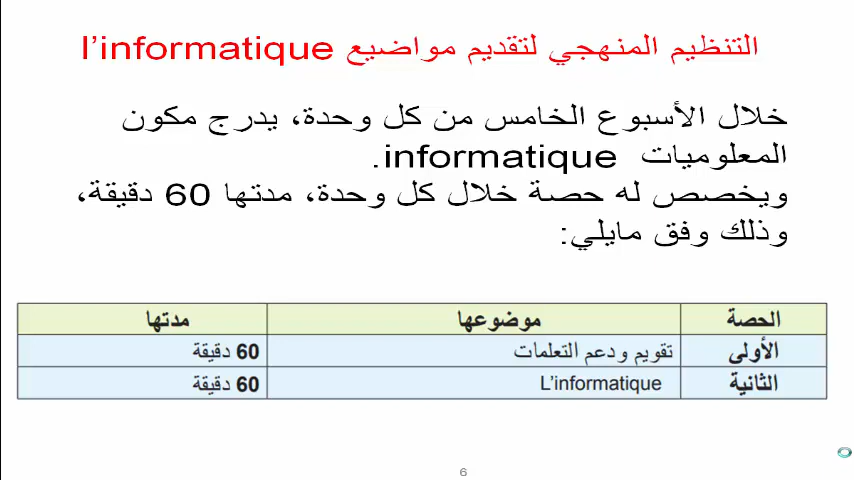 التنظيم المنهجي لتقديم مواضيع l’informatique
خلال الأسبوع الخامس من كل وحدة، يدرج مكون
المعلوميات informatique.
ويخصص له حصة خلال كل وحدة، مدتها 60 دقيقة،
وذلك وفق مايلي:
الحصة موضوعها مدتها
الأولى تقويم ودعم التعلمات 60 دقيقة
الثانية L’informatique 60 دقيقة
6